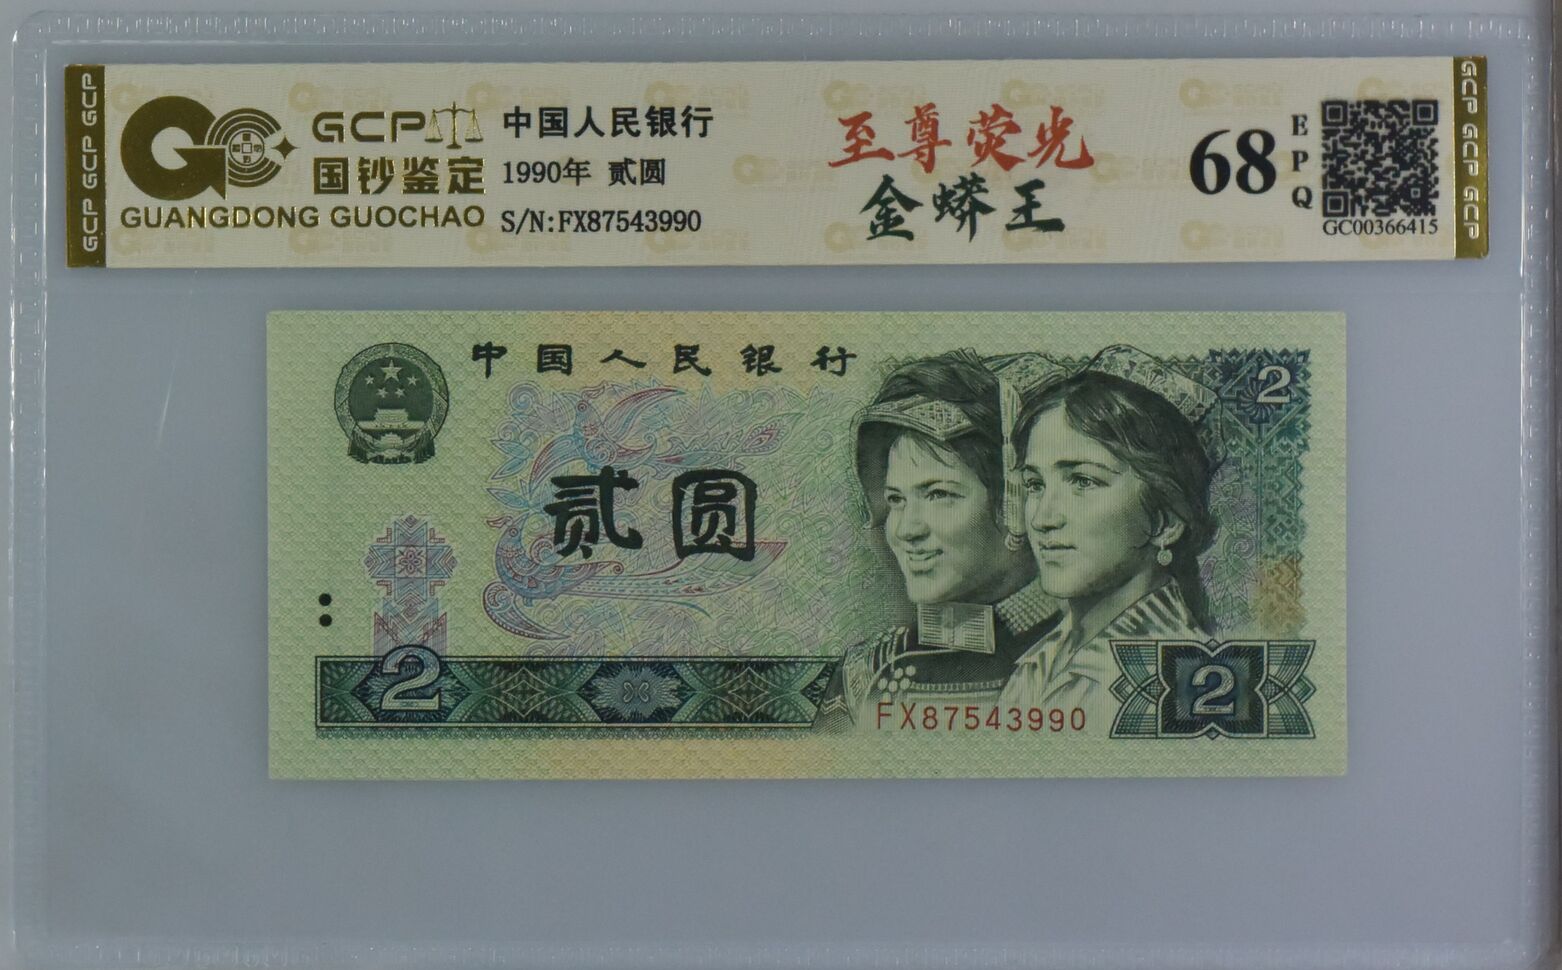 GCP GCP GCP
GCP
国钞鉴定
GUANGDONG GUOCHAO
中国人民银行
1990年 贰圆
S/N:FX87543990
至尊荧光
金蟒王
68
EPQ
GC00366415
GCP GCP GCP
中国人民银行
贰圆
2
2
2
FX87543990